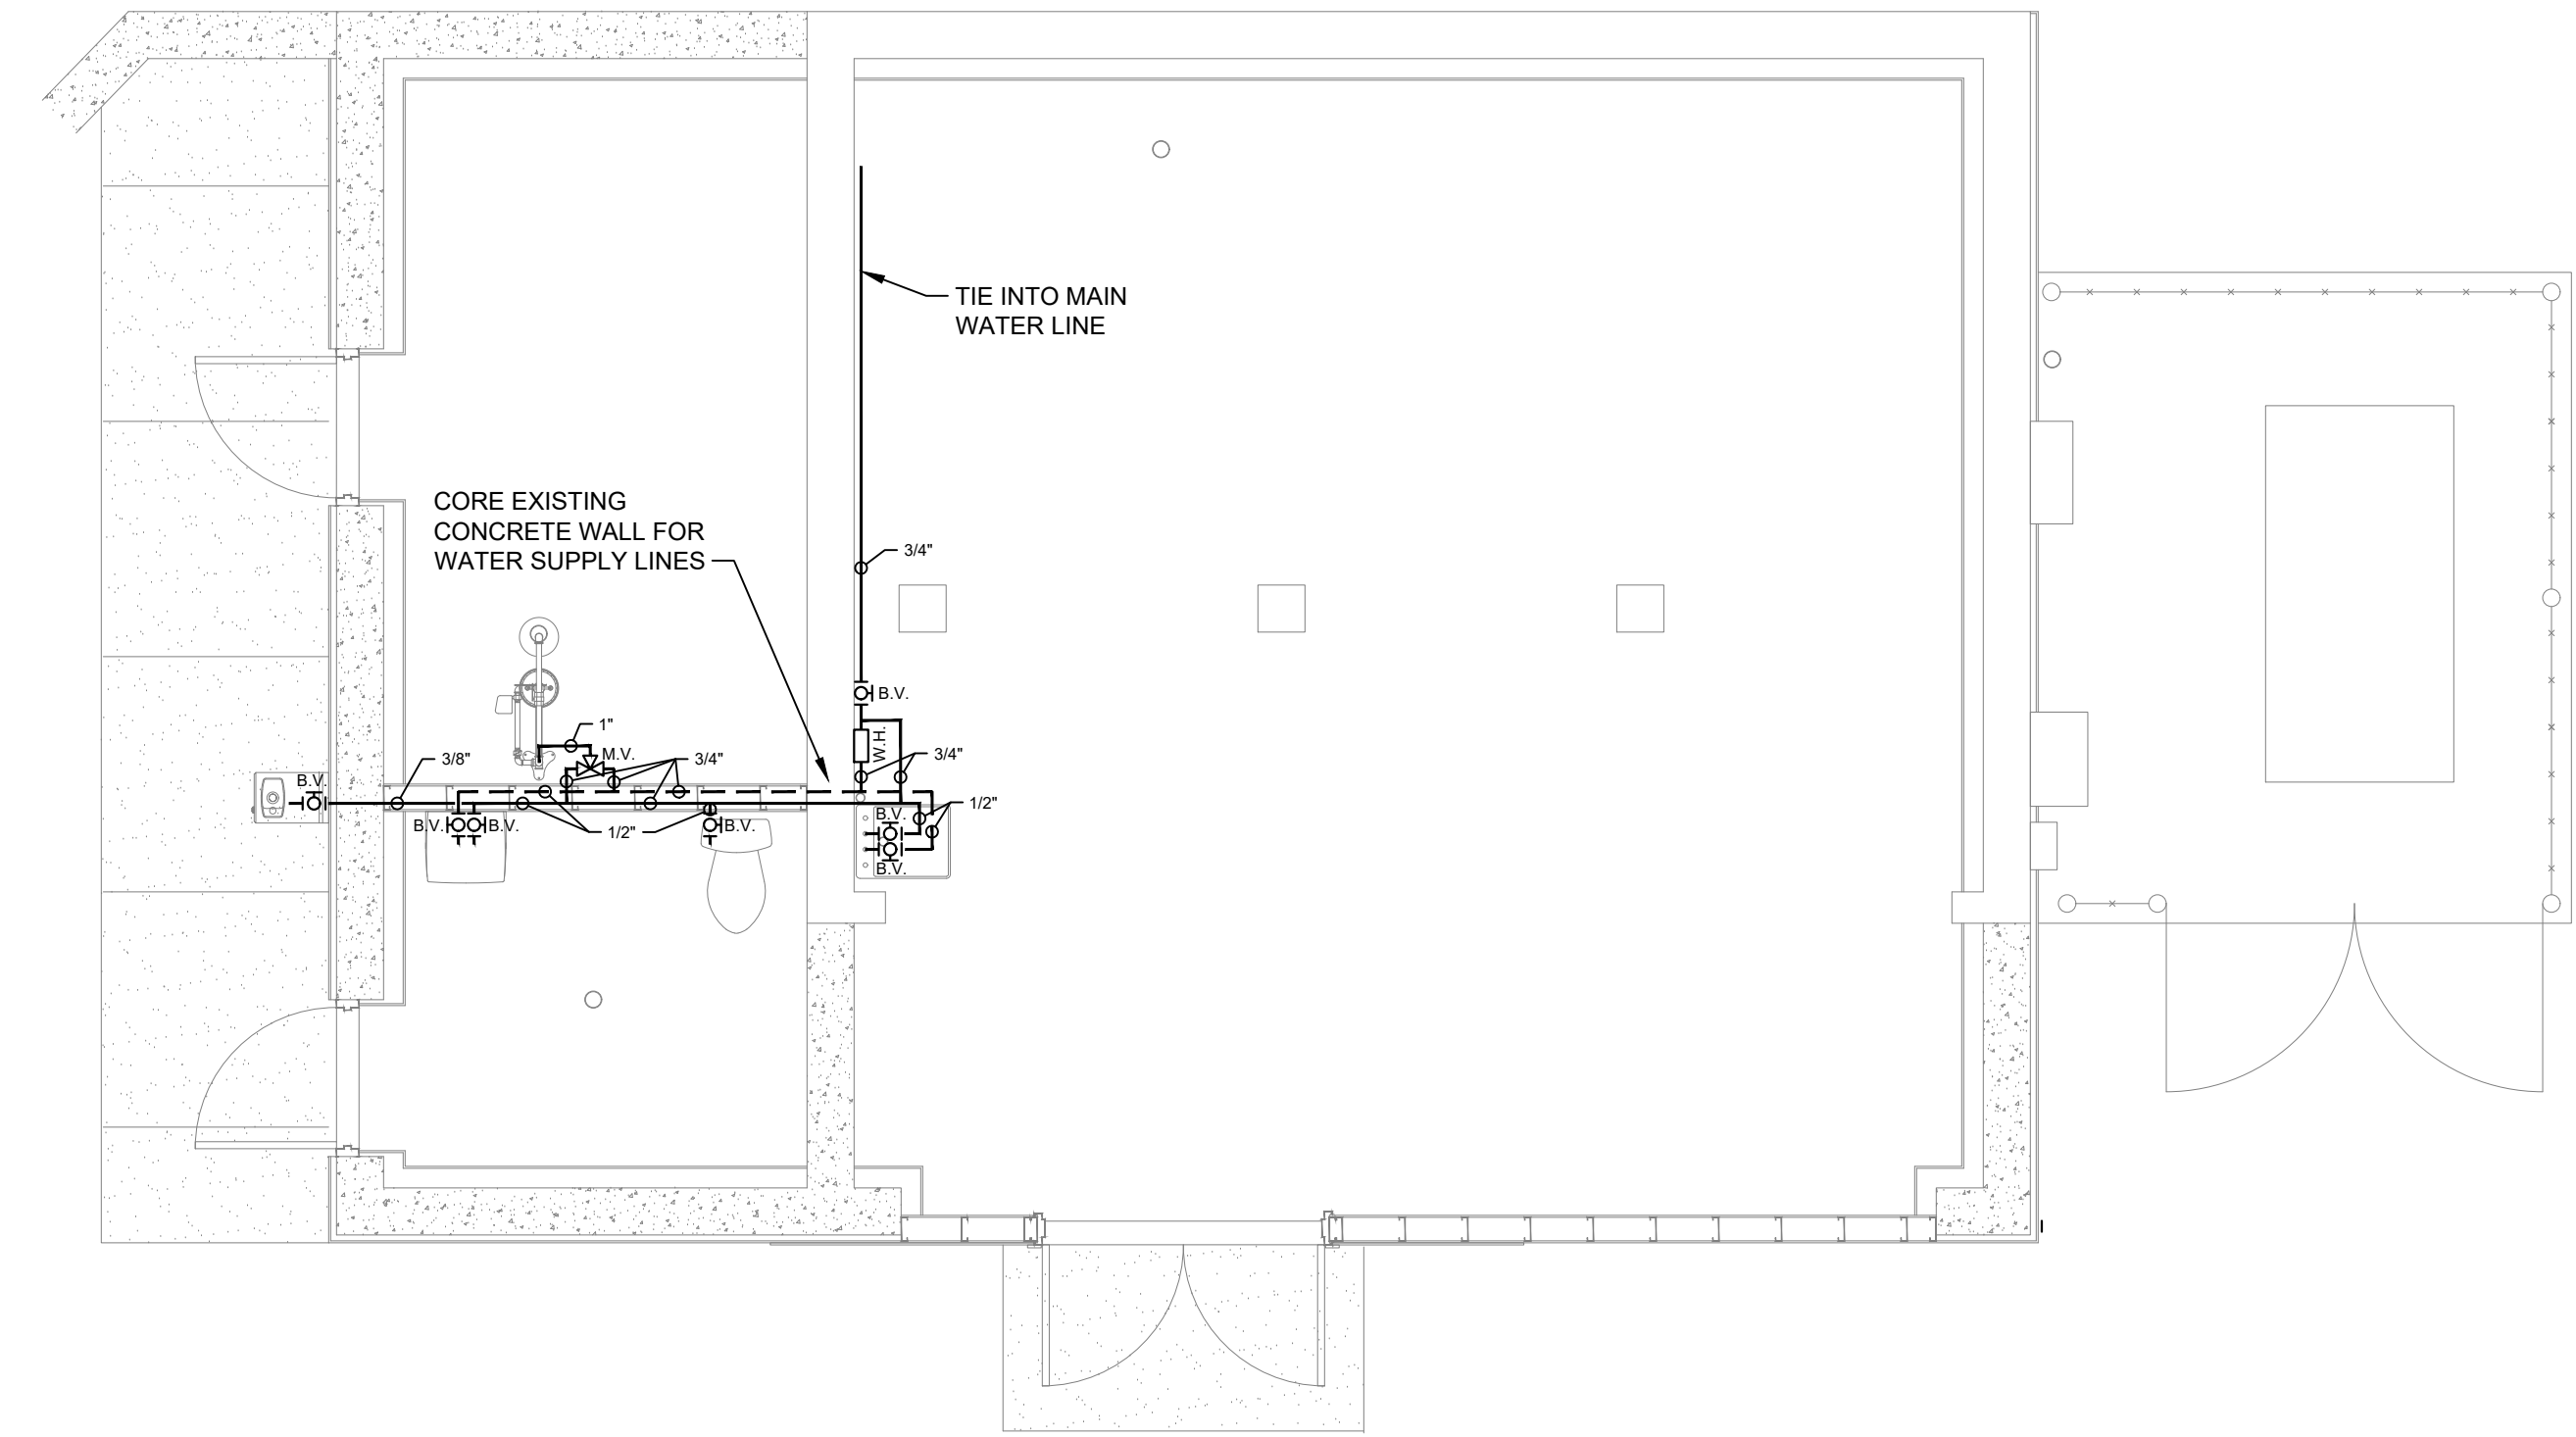 TIE INTO MAIN
WATER LINE
CORE EXISTING
CONCRETE WALL FOR
WATER SUPPLY LINES
3/4"
B.V.
W.H.
3/4"
1"
M.V.
3/4"
3/8"
B.V.
1/2"
B.V.
B.V.
B.V.
1/2"
B.V.
B.V.